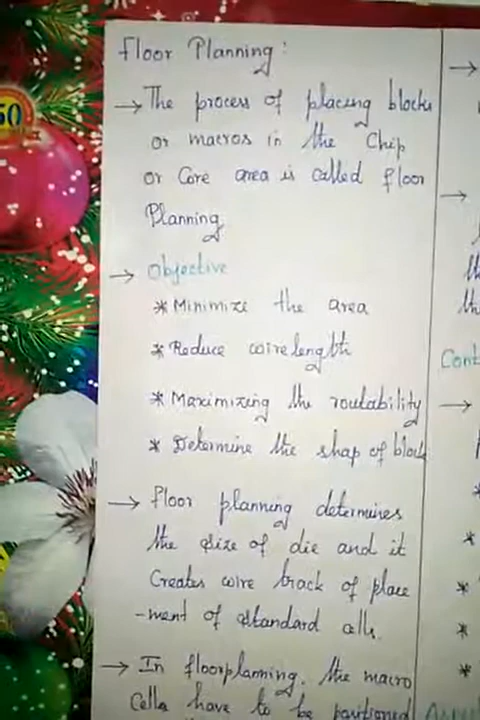 Floor Planning :
→ The process of placing blocks
or macros in the Chip
or Core area is called floor
Planning
→ Objective
* Minimize the area
* Reduce wirelength
* Maximizing the routability
* Determine the shap of block
→ Floor planning determines
the size of die and it
Creates wire track of place
-ment of standard cells.
→ In floorplanning, the macro
Cells have to be positioned
50
Cont